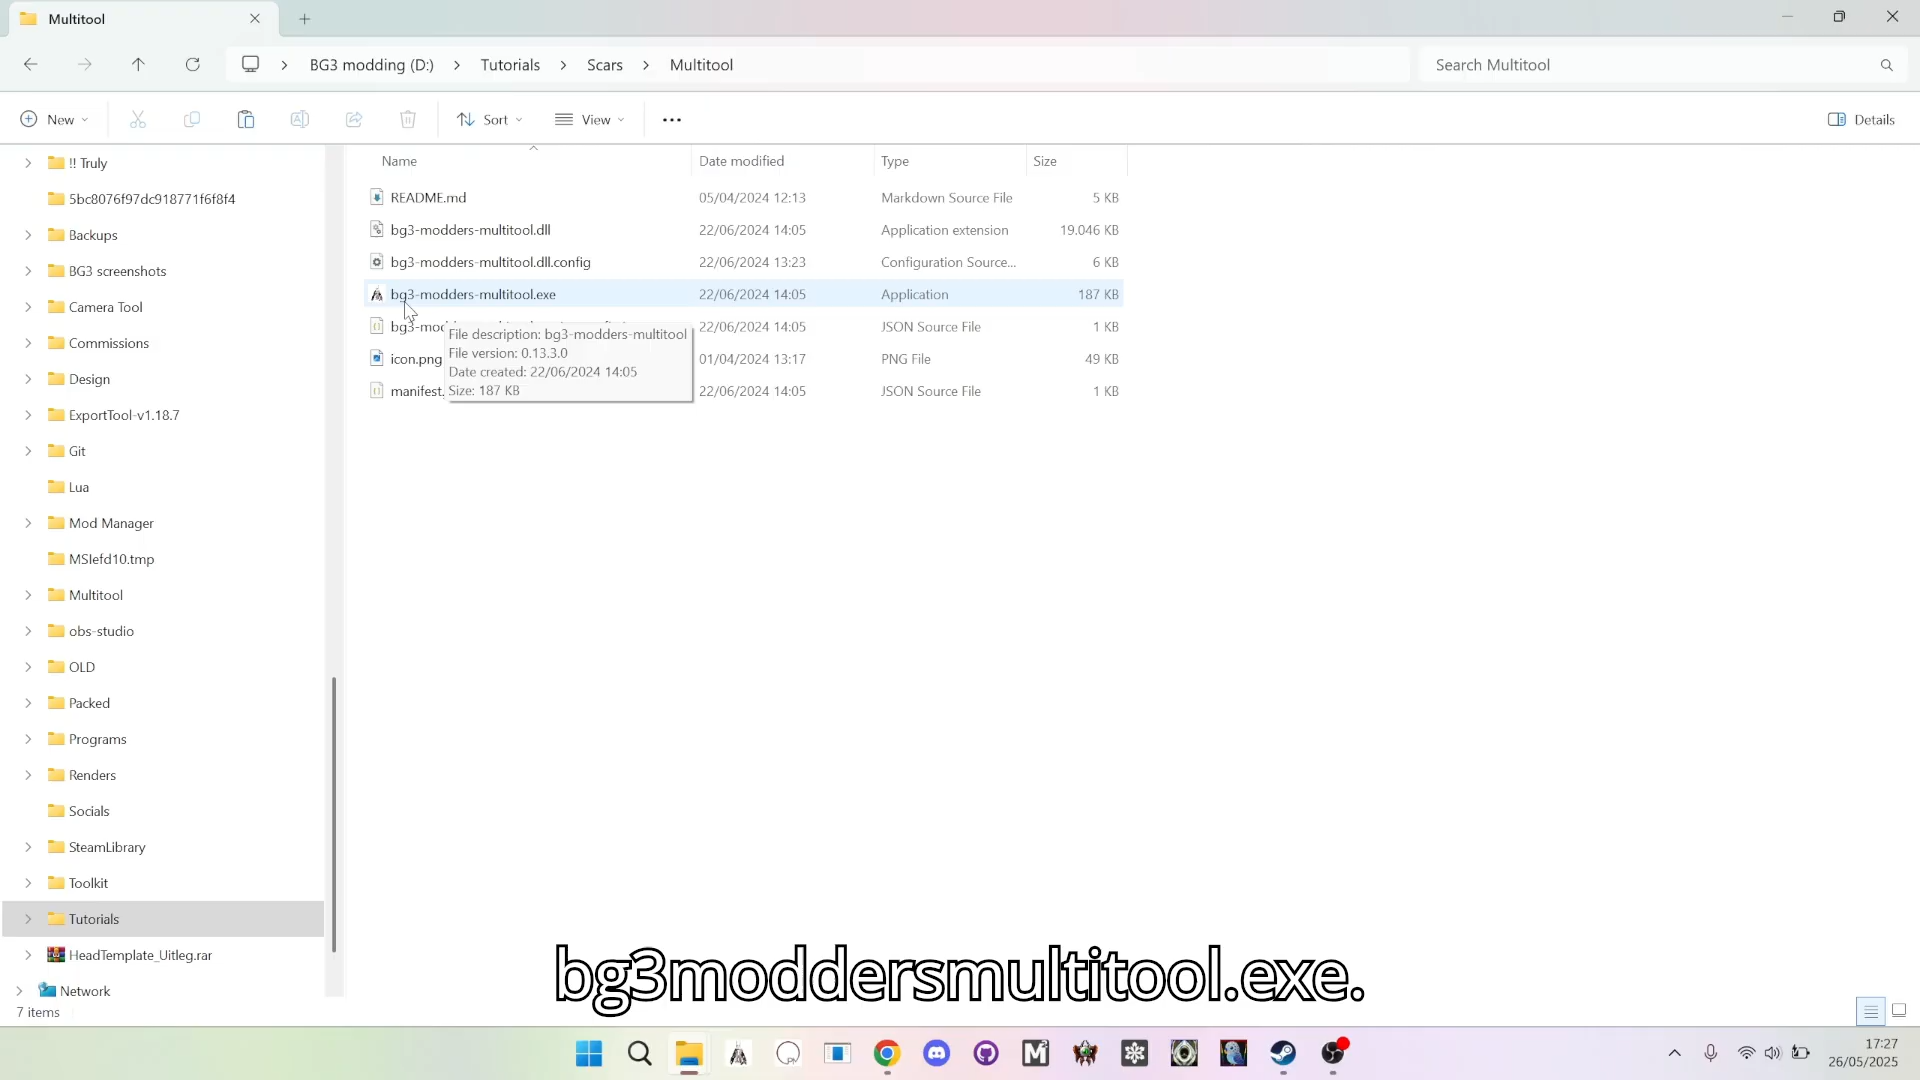 Multitool
BG3 modding (D:) > Tutorials > Scars > Multitool
Search Multitool
New
Sort
View
Details
!! Truly
5bc8076f97dc918771f6f8f4
Backups
BG3 screenshots
Camera Tool
Commissions
Design
ExportTool-v1.18.7
Git
Lua
Mod Manager
MSIefd10.tmp
Multitool
obs-studio
OLD
Packed
Programs
Renders
Socials
SteamLibrary
Toolkit
Tutorials
HeadTemplate_Uitleg.rar
Network
7 items
Name Date modified Type Size
README.md 05/04/2024 12:13 Markdown Source File 5 KB
bg3-modders-multitool.dll 22/06/2024 14:05 Application extension 19.046 KB
bg3-modders-multitool.dll.config 22/06/2024 13:23 Configuration Source... 6 KB
bg3-modders-multitool.exe 22/06/2024 14:05 Application 187 KB
22/06/2024 14:05 JSON Source File 1 KB
icon.png 01/04/2024 13:17 PNG File 49 KB
manifest. 22/06/2024 14:05 JSON Source File 1 KB
File description: bg3-modders-multitool
File version: 0.13.3.0
Date created: 22/06/2024 14:05
Size: 187 KB
bg3moddersmultitool.exe.
17:27
26/05/2025